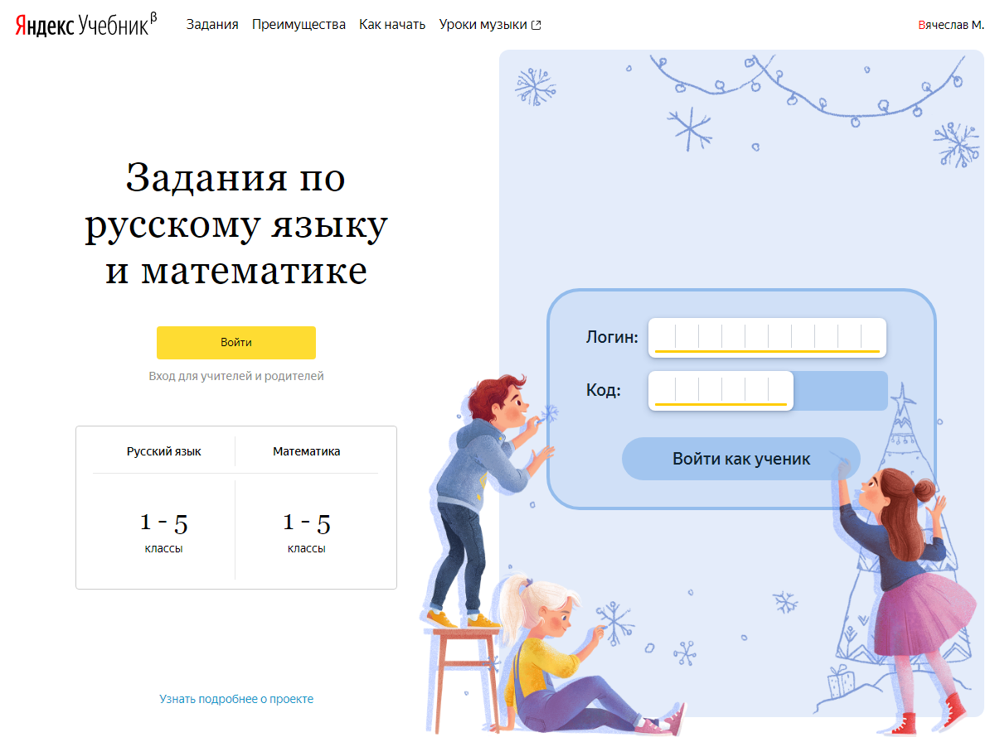 Яндекс Учебник β
Задания
Преимущества
Как начать
Уроки музыки
Вячеслав М.
Задания по
русскому языку
и математике
Войти
Вход для учителей и родителей
Русский язык
Математика
1 - 5
классы
1 - 5
классы
Узнать подробнее о проекте
Логин:
Код:
Войти как ученик